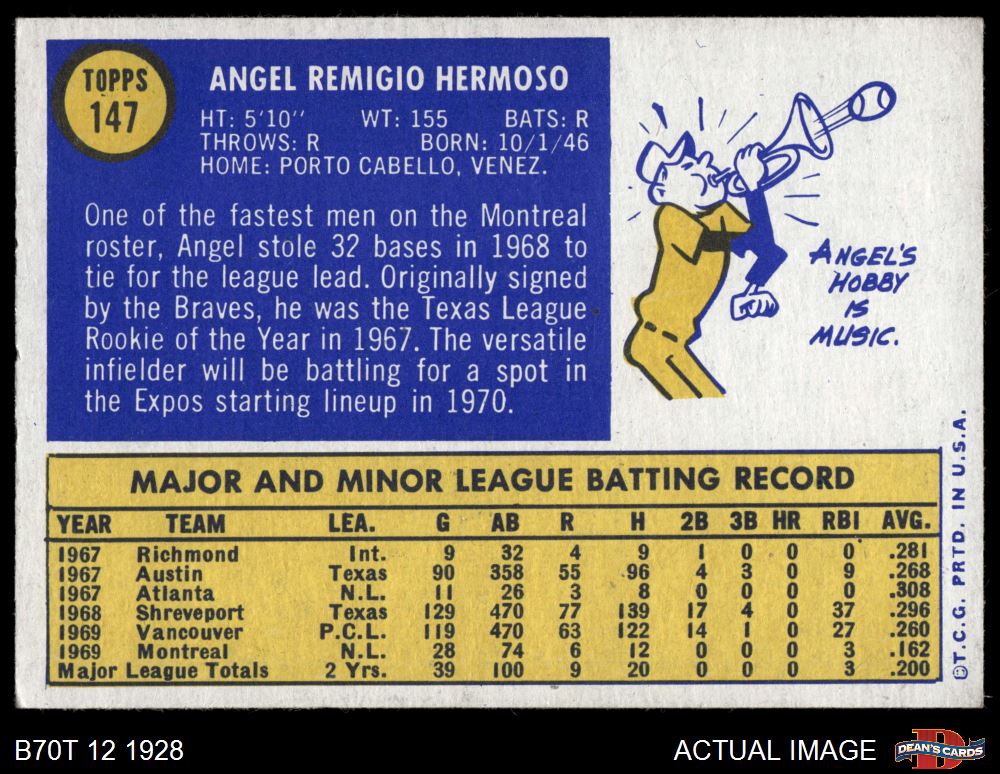 TOPPS
147
ANGEL REMIGIO HERMOSO
HT: 5'10" WT: 155 BATS: R
THROWS: R BORN: 10/1/46
HOME: PORTO CABELLO, VENEZ.
One of the fastest men on the Montreal
roster, Angel stole 32 bases in 1968 to
tie for the league lead. Originally signed
by the Braves, he was the Texas League
Rookie of the Year in 1967. The versatile
infielder will be battling for a spot in
the Expos starting lineup in 1970.
ANGEL'S
HOBBY
IS
MUSIC.
MAJOR AND MINOR LEAGUE BATTING RECORD
YEAR TEAM LEA. G AB R H 2B 3B HR RBI AVG.
1967 Richmond Int. 9 32 4 9 1 0 0 0 .281
1967 Austin Texas 90 358 55 96 4 3 0 9 .268
1967 Atlanta N.L. 11 26 3 8 0 0 0 0 .308
1968 Shreveport Texas 129 470 77 139 17 4 0 37 .296
1969 Vancouver P.C.L. 119 470 63 122 14 1 0 27 .260
1969 Montreal N.L. 28 74 6 12 0 0 0 3 .162
Major League Totals 2 Yrs. 39 100 9 20 0 0 0 3 .200
©T.C.G. PRTD. IN U.S.A.
B70T 12 1928
ACTUAL IMAGE
DEAN'S CARDS